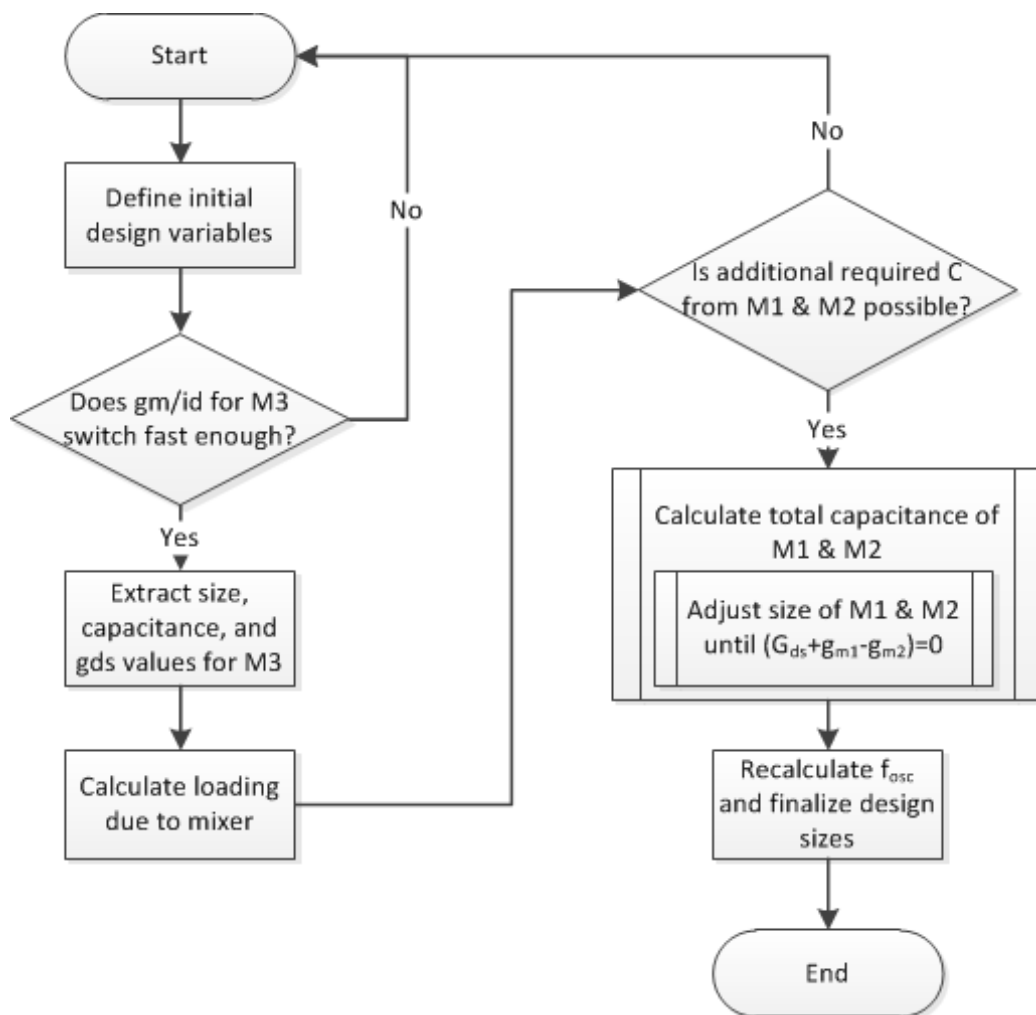 Start
Define initial
design variables
No
Does gm/id for M3
switch fast enough?
Yes
Extract size,
capacitance, and
gds values for M3
Calculate loading
due to mixer
No
Is additional required C
from M1 & M2 possible?
Yes
Calculate total capacitance of
M1 & M2
Adjust size of M1 & M2
until (Gds+gm1-gm2)=0
Recalculate fosc
and finalize design
sizes
End